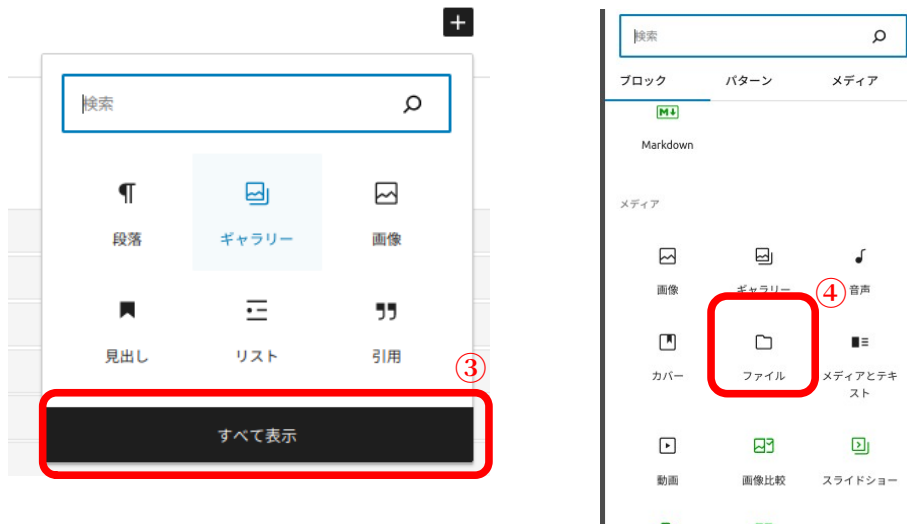 検索
段落
ギャラリー
画像
見出し
リスト
引用
③
すべて表示
検索
ブロック
パターン
メディア
M↓
Markdown
メディア
画像
ギャラリー
音声
④
カバー
ファイル
メディアとテキ
スト
動画
画像比較
スライドショー